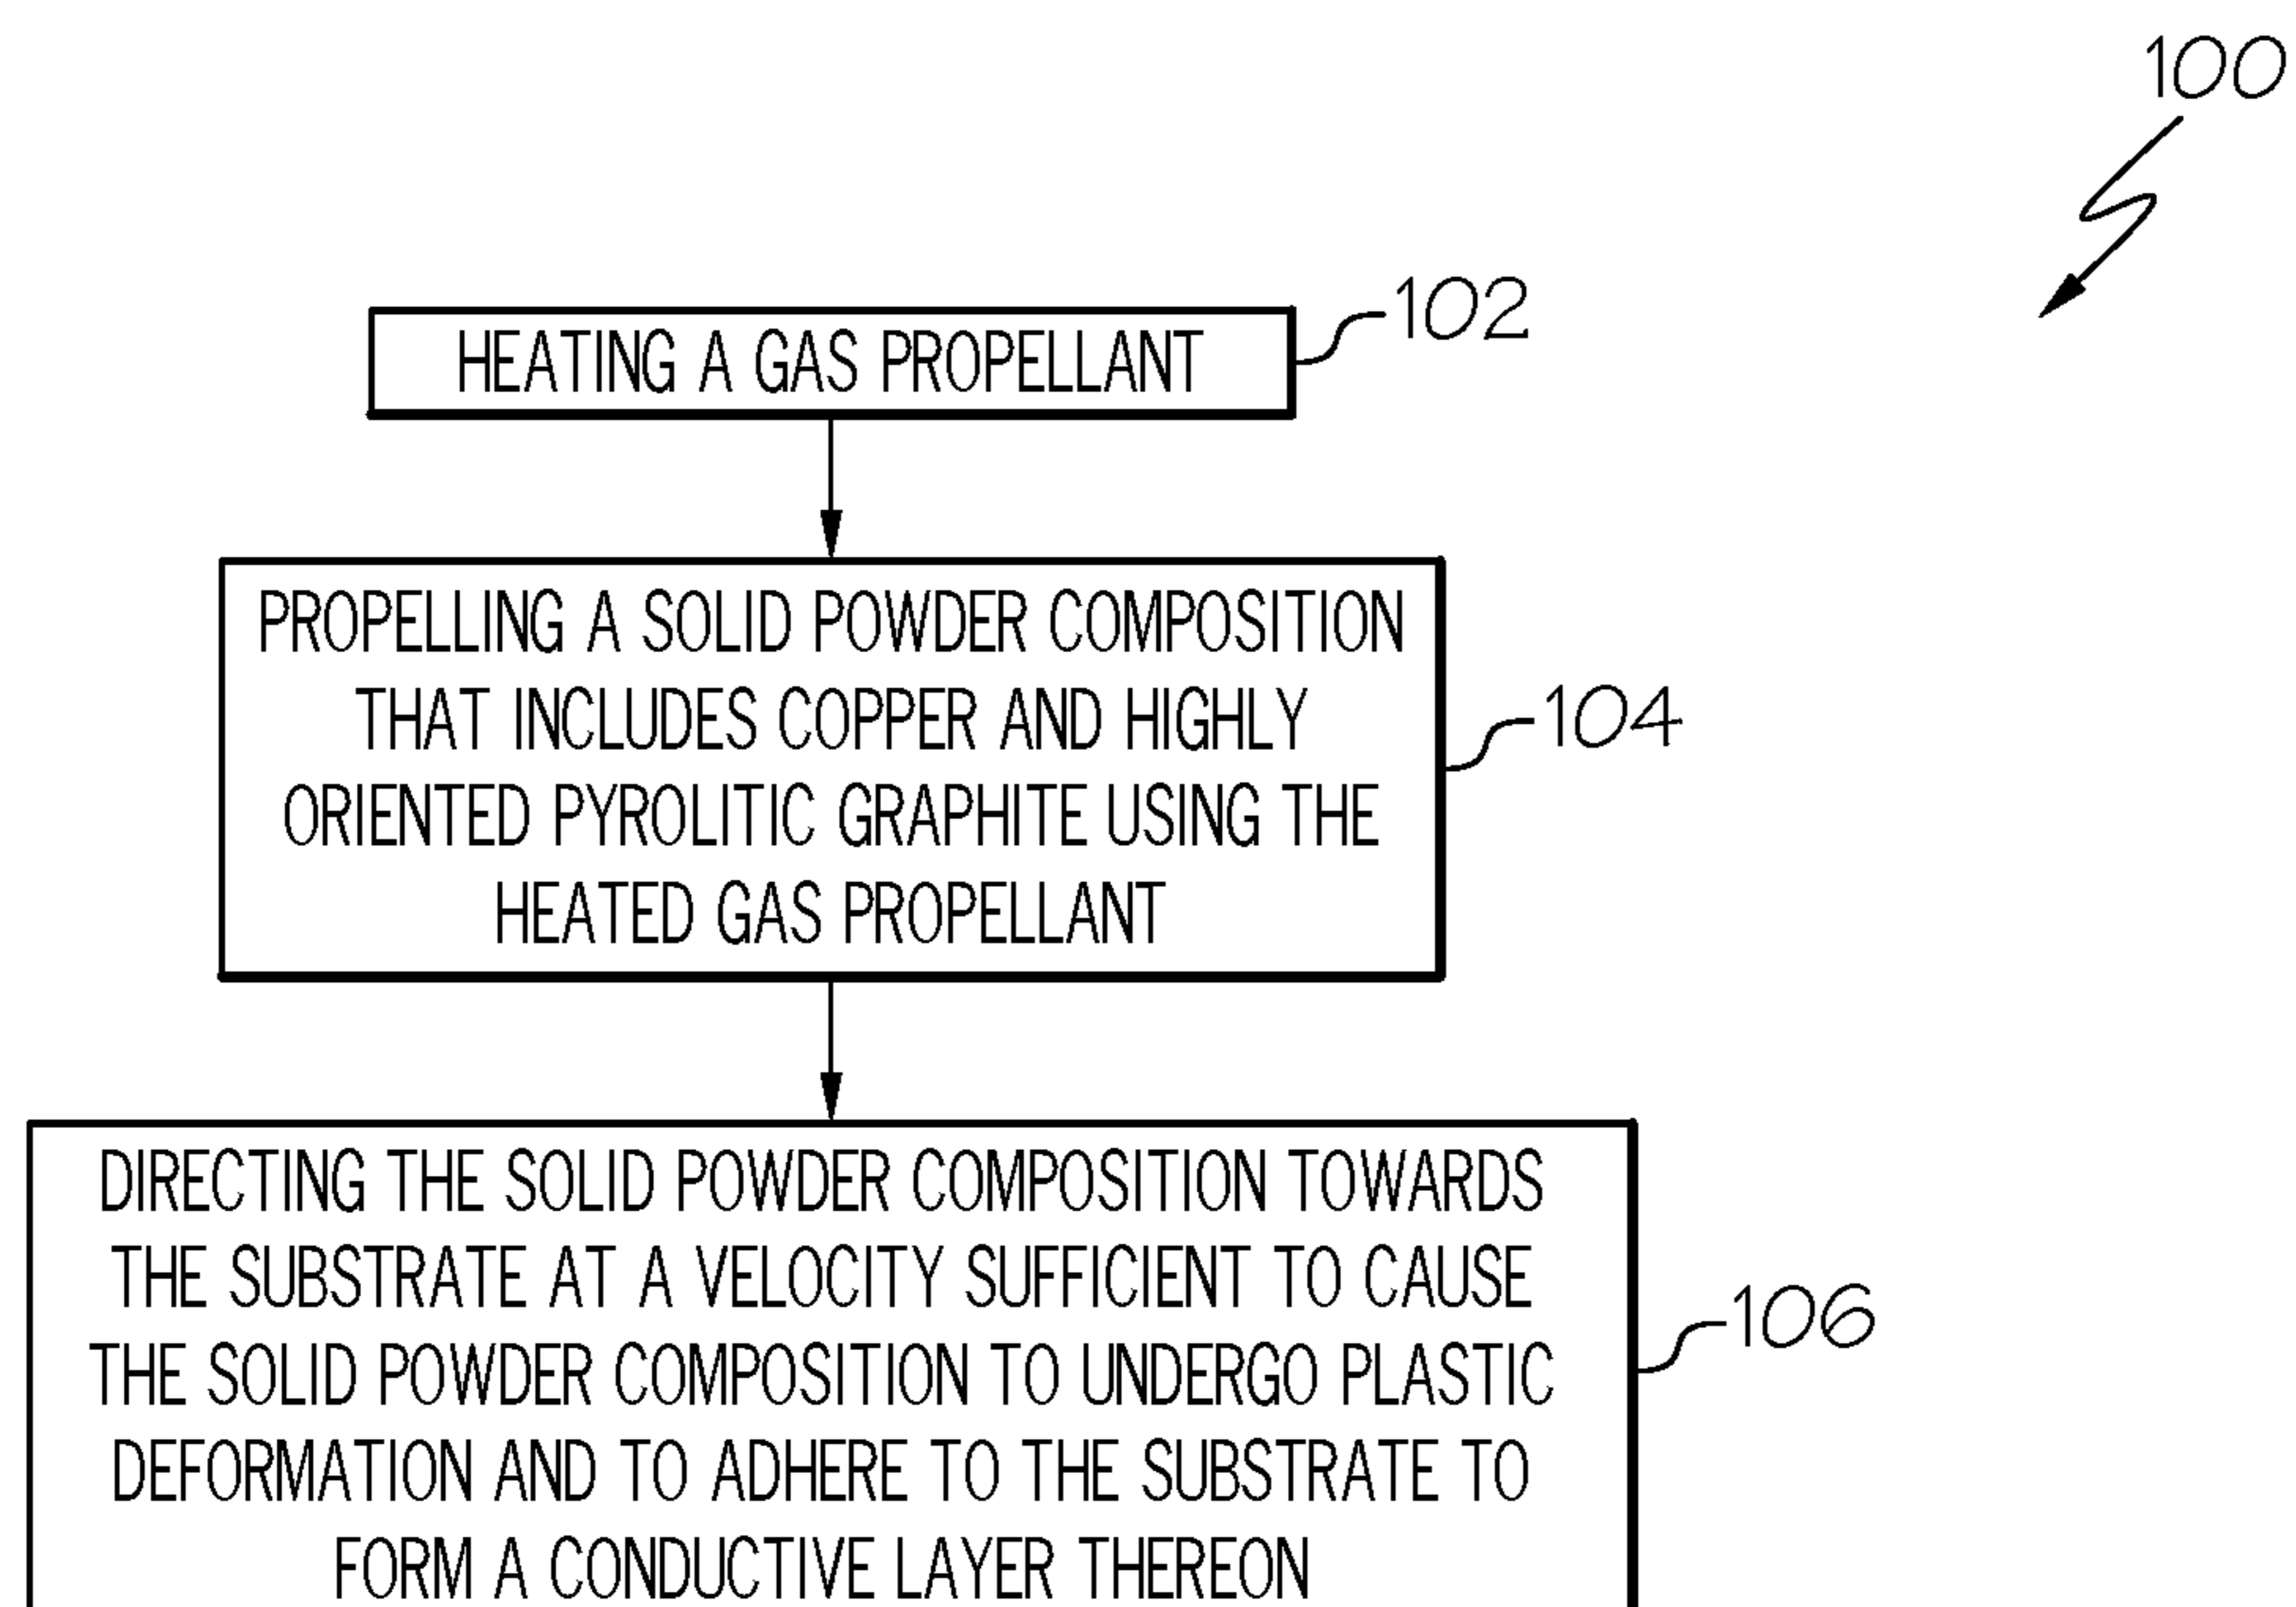 100
HEATING A GAS PROPELLANT
102
PROPELLING A SOLID POWDER COMPOSITION
THAT INCLUDES COPPER AND HIGHLY
ORIENTED PYROLITIC GRAPHITE USING THE
HEATED GAS PROPELLANT
104
DIRECTING THE SOLID POWDER COMPOSITION TOWARDS
THE SUBSTRATE AT A VELOCITY SUFFICIENT TO CAUSE
THE SOLID POWDER COMPOSITION TO UNDERGO PLASTIC
DEFORMATION AND TO ADHERE TO THE SUBSTRATE TO
FORM A CONDUCTIVE LAYER THEREON
106